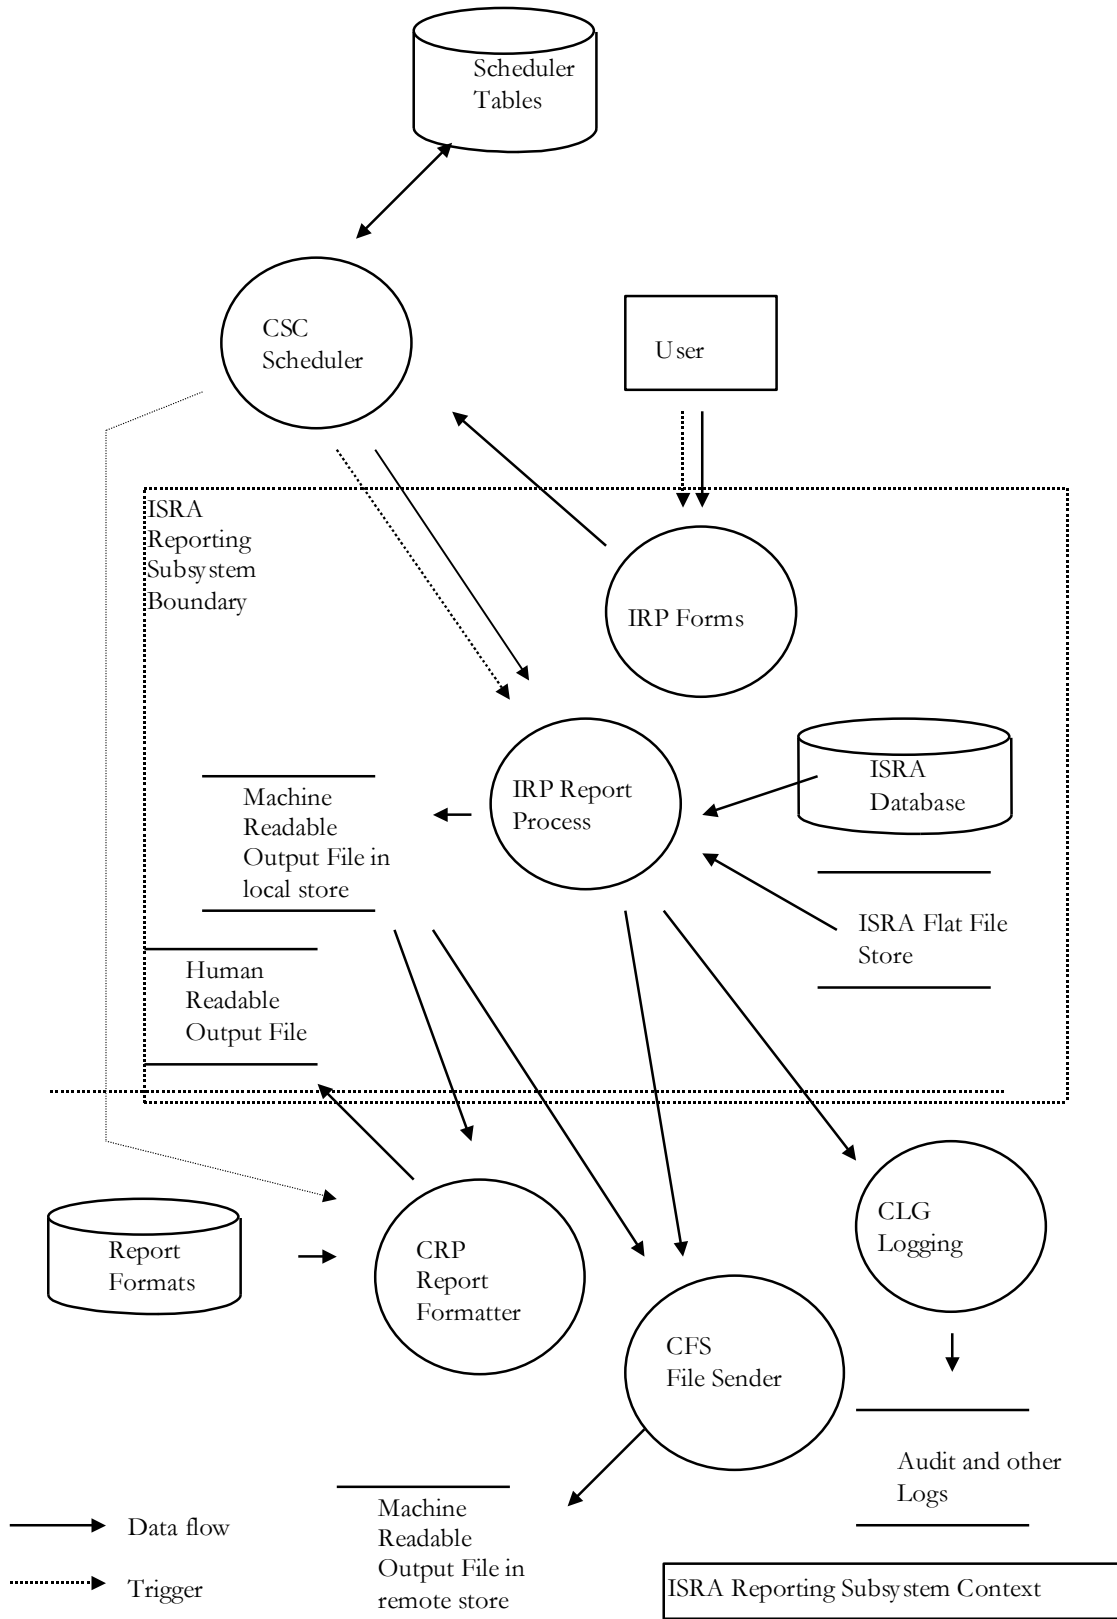 Scheduler
Tables
CSC
Scheduler
User
ISRA
Reporting
Subsystem
Boundary
IRP Forms
IRP Report
Process
ISRA
Database
Machine
Readable
Output File in
local store
ISRA Flat File
Store
Human
Readable
Output File
Report
Formats
CRP
Report
Formatter
CLG
Logging
CFS
File Sender
Audit and other
Logs
Machine
Readable
Output File in
remote store
Data flow
Trigger
ISRA Reporting Subsystem Context